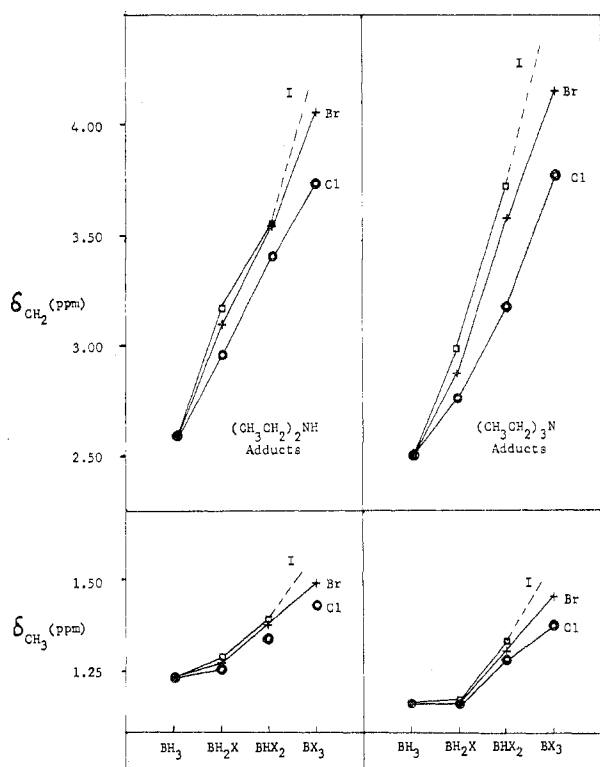 I
Br
Cl
4.00
3.50
δCH₂(ppm)
3.00
2.50
(CH₃CH₂)₂NH
Adducts
I
Br
Cl
(CH₃CH₂)₃N
Adducts
1.50
δCH₃(ppm)
1.25
I
Br
Cl
I
Br
Cl
BH₃ BH₂X BHX₂ BX₃ BH₃ BH₂X BHX₂ BX₃